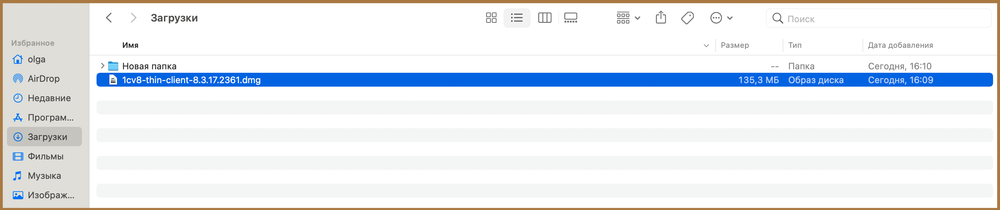 Загрузки
Поиск
Избранное
olga
AirDrop
Недавние
Програм...
Загрузки
Фильмы
Музыка
Изображ...
Имя Размер Тип Дата добавления
Новая папка -- Папка Сегодня, 16:10
1cv8-thin-client-8.3.17.2361.dmg 135,3 МБ Образ диска Сегодня, 16:09